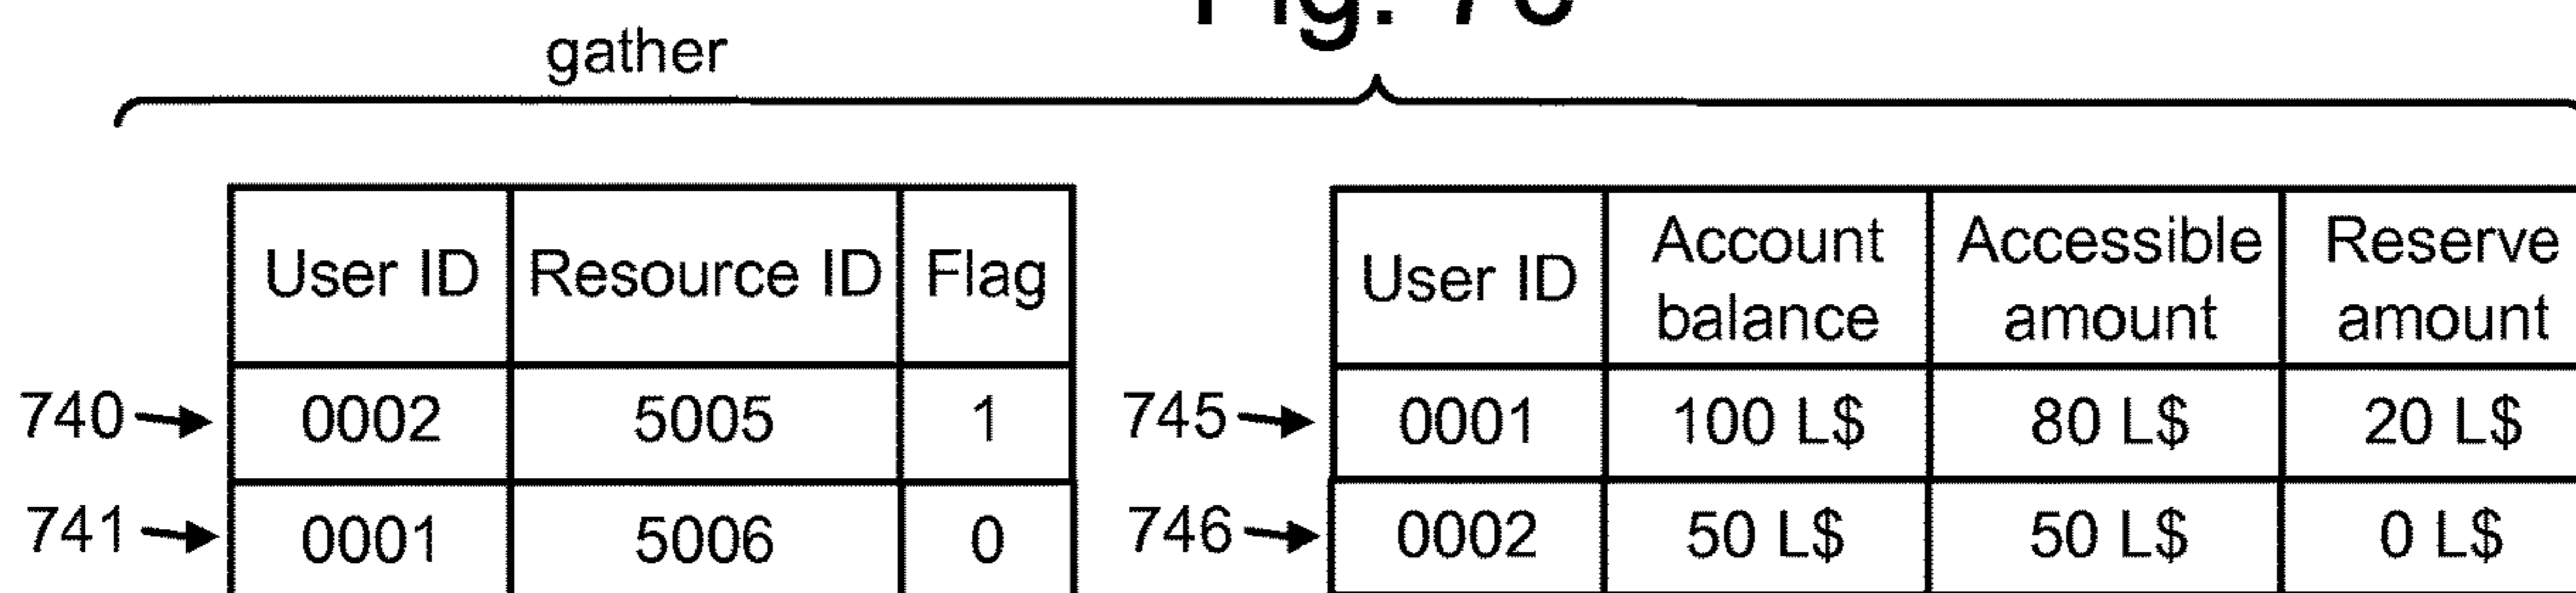 gather
User ID Resource ID Flag
740 0002 5005 1
741 0001 5006 0
User ID Account balance Accessible amount Reserve amount
745 0001 100 L$ 80 L$ 20 L$
746 0002 50 L$ 50 L$ 0 L$